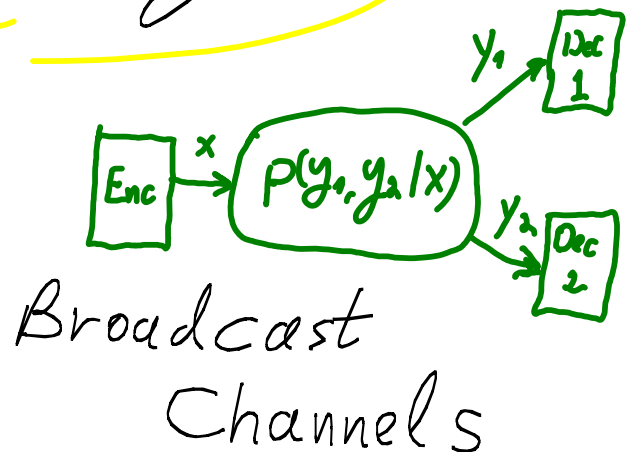 y₁
Dec
1
x
Enc
p(y₁,y₂|x)
y₂
Dec
2
Broadcast
Channels